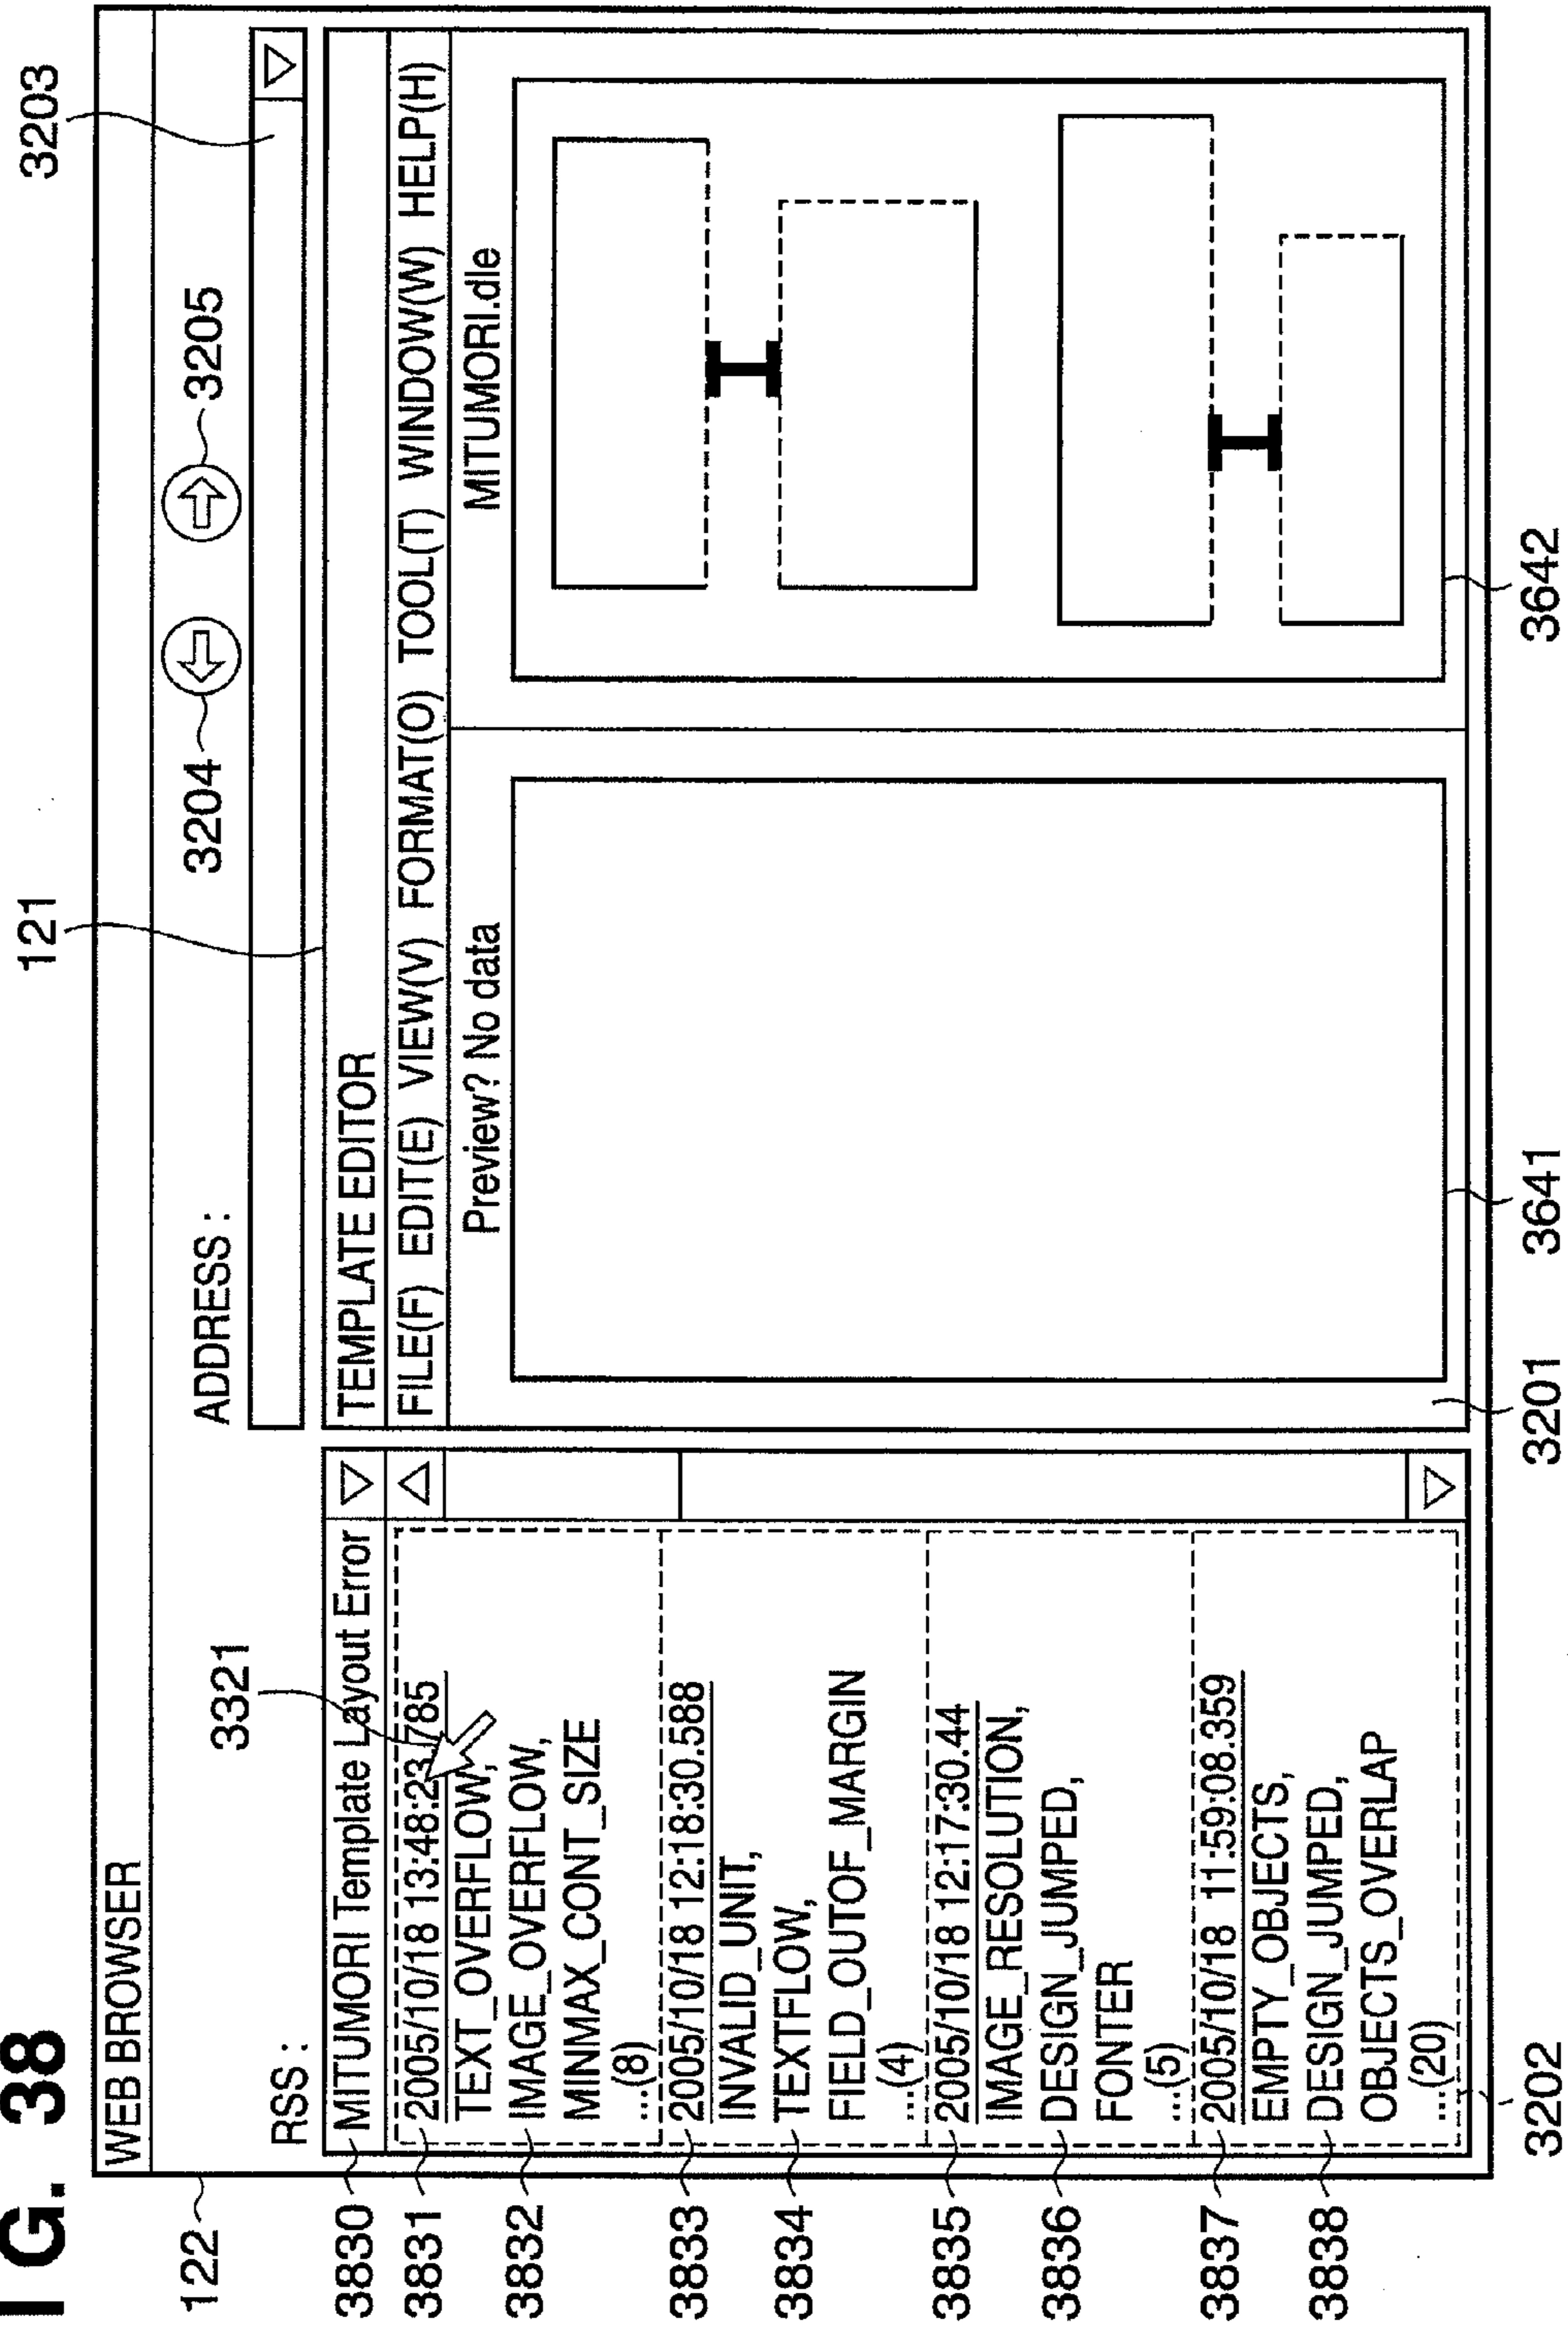 FIG. 38
122
WEB BROWSER
121
3203
3204
3205
RSS :
ADDRESS :
3321
3830
MITUMORI Template Layout Error
TEMPLATE EDITOR
FILE(F) EDIT(E) VIEW(V) FORMAT(O) TOOL(T) WINDOW(W) HELP(H)
3831
2005/10/18 13:48:23.785
3832
TEXT_OVERFLOW,
IMAGE_OVERFLOW,
MINMAX_CONT_SIZE
...(8)
3833
2005/10/18 12:18:30.588
3834
INVALID_UNIT,
TEXTFLOW,
FIELD_OUTOF_MARGIN
...(4)
3835
2005/10/18 12:17:30.44
3836
IMAGE_RESOLUTION,
DESIGN_JUMPED,
FONTER
...(5)
3837
2005/10/18 11:59:08.359
3838
EMPTY_OBJECTS,
DESIGN_JUMPED,
OBJECTS_OVERLAP
...(20)
Preview? No data
MITUMORI.dle
3202
3201
3641
3642